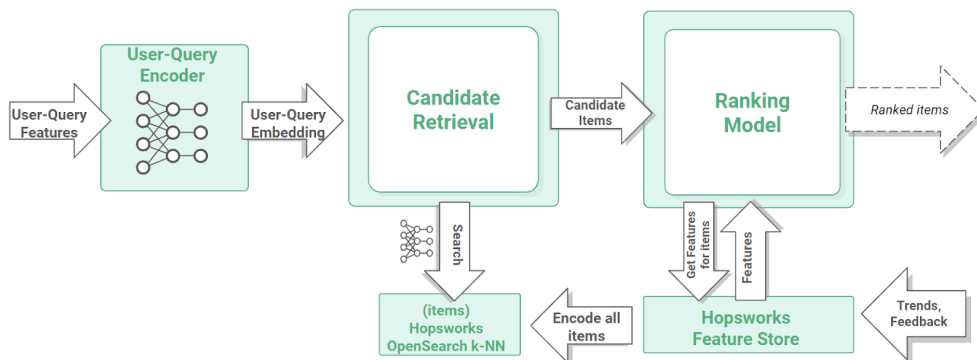 User-Query
Encoder
User-Query
Features
User-Query
Embedding
Candidate
Retrieval
Candidate
Items
Ranking
Model
Ranked items
Search
Get Features
for items
Features
(items)
Hopsworks
OpenSearch k-NN
Encode all
items
Hopsworks
Feature Store
Trends,
Feedback